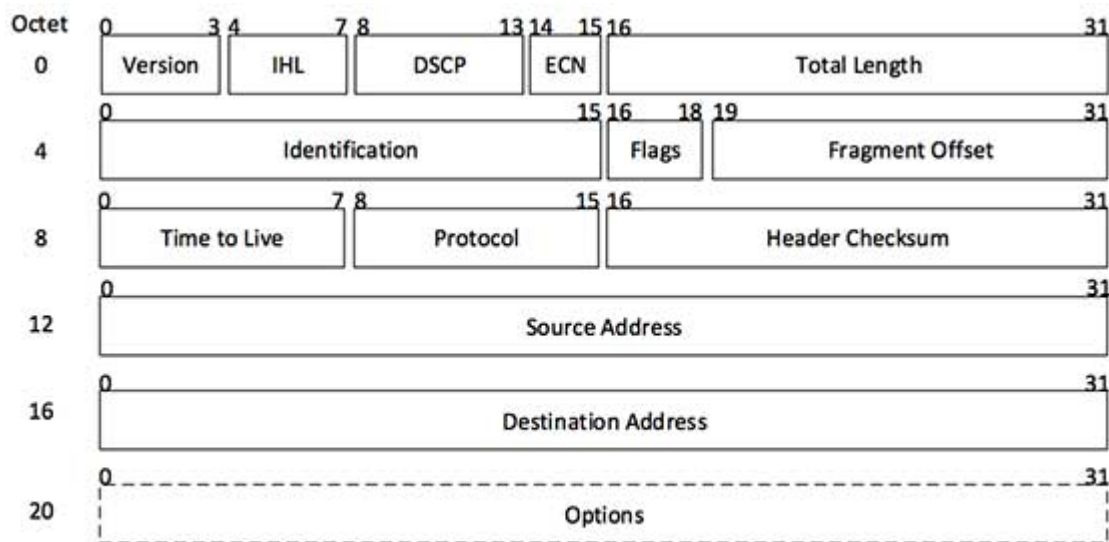 Octet 0 3 4 7 8 13 14 15 16 31
0 Version IHL DSCP ECN Total Length
0 15 16 18 19 31
4 Identification Flags Fragment Offset
0 7 8 15 16 31
8 Time to Live Protocol Header Checksum
0 31
12 Source Address
0 31
16 Destination Address
0 31
20 Options